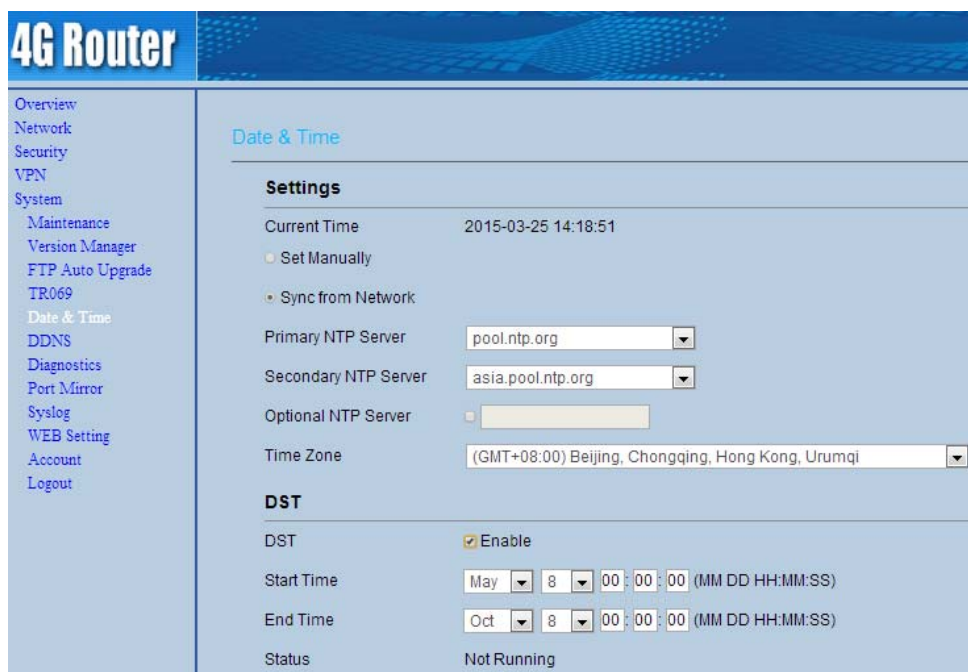 4G Router
Overview
Network
Security
VPN
System
Maintenance
Version Manager
FTP Auto Upgrade
TR069
Date & Time
DDNS
Diagnostics
Port Mirror
Syslog
WEB Setting
Account
Logout
Date & Time
Settings
Current Time 2015-03-25 14:18:51
Set Manually
Sync from Network
Primary NTP Server pool.ntp.org
Secondary NTP Server asia.pool.ntp.org
Optional NTP Server
Time Zone (GMT+08:00) Beijing, Chongqing, Hong Kong, Urumqi
DST
DST Enable
Start Time May 8 00:00:00 (MM DD HH:MM:SS)
End Time Oct 8 00:00:00 (MM DD HH:MM:SS)
Status Not Running